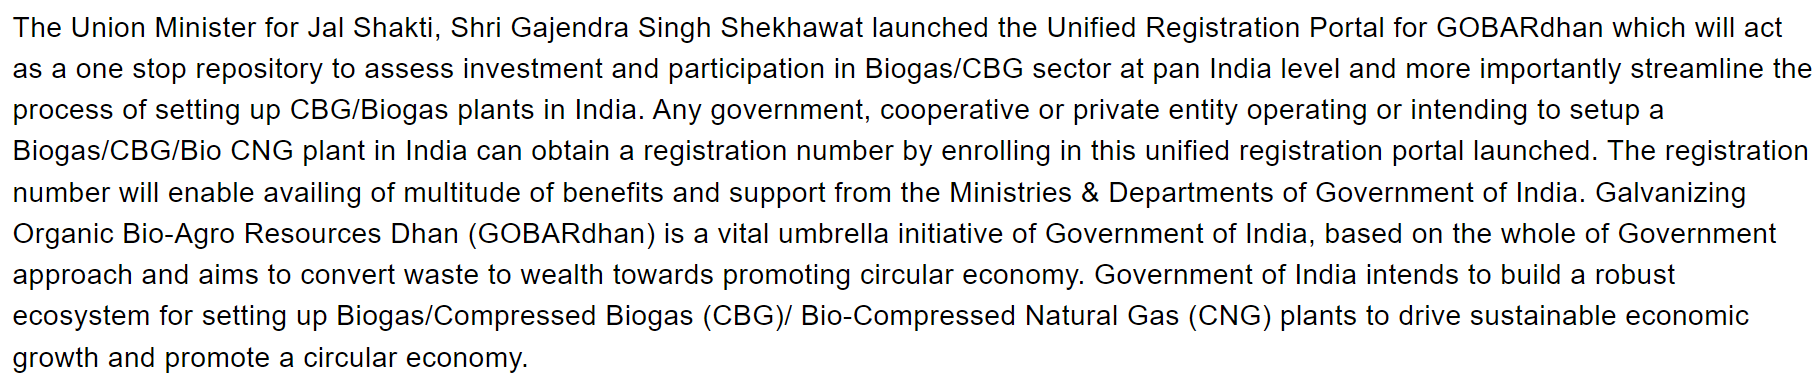 The Union Minister for Jal Shakti, Shri Gajendra Singh Shekhawat launched the Unified Registration Portal for GOBARdhan which will act
as a one stop repository to assess investment and participation in Biogas/CBG sector at pan India level and more importantly streamline the
process of setting up CBG/Biogas plants in India. Any government, cooperative or private entity operating or intending to setup a
Biogas/CBG/Bio CNG plant in India can obtain a registration number by enrolling in this unified registration portal launched. The registration
number will enable availing of multitude of benefits and support from the Ministries & Departments of Government of India. Galvanizing
Organic Bio-Agro Resources Dhan (GOBARdhan) is a vital umbrella initiative of Government of India, based on the whole of Government
approach and aims to convert waste to wealth towards promoting circular economy. Government of India intends to build a robust
ecosystem for setting up Biogas/Compressed Biogas (CBG)/ Bio-Compressed Natural Gas (CNG) plants to drive sustainable economic
growth and promote a circular economy.